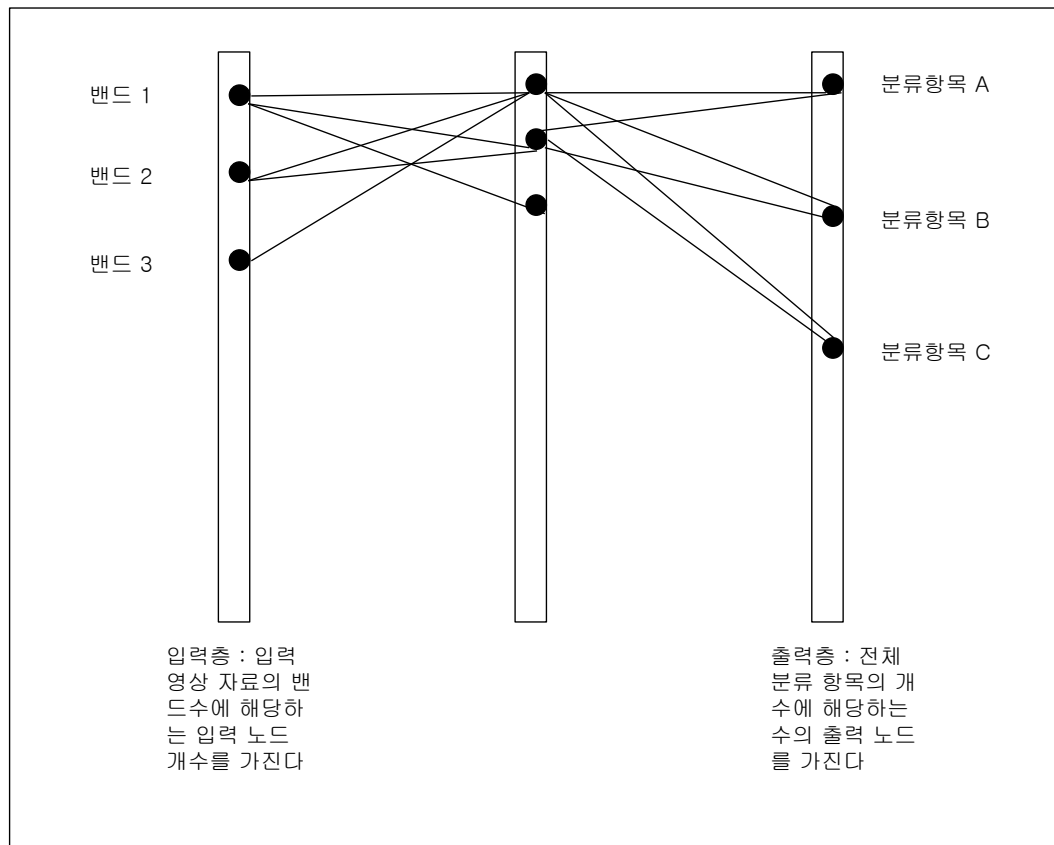 밴드 1
밴드 2
밴드 3
분류항목 A
분류항목 B
분류항목 C
입력층 : 입력
영상 자료의 밴
드수에 해당하
는 입력 노드
개수를 가진다
출력층 : 전체
분류 항목의 개
수에 해당하는
수의 출력 노드
를 가진다